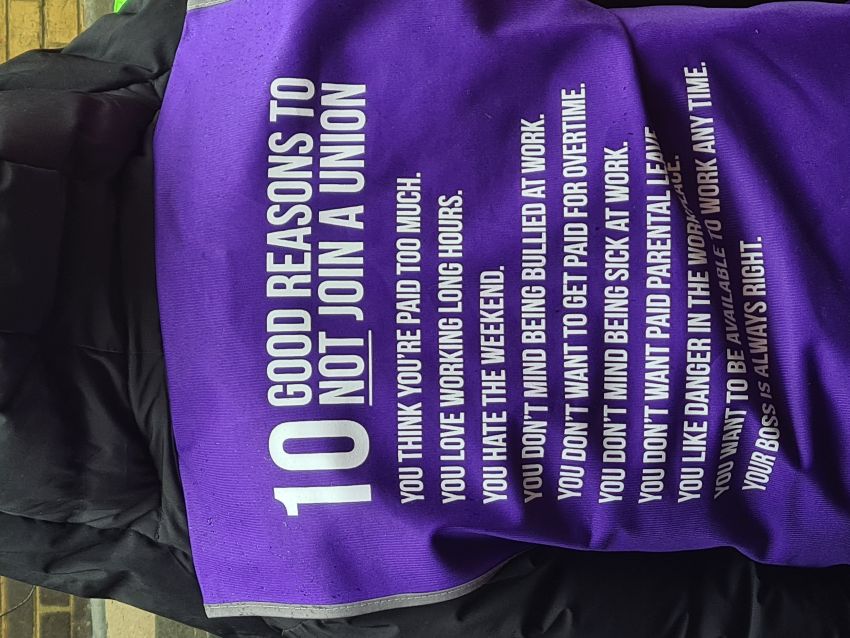 10 GOOD REASONS TO
NOT JOIN A UNION
YOU THINK YOU'RE PAID TOO MUCH.
YOU LOVE WORKING LONG HOURS.
YOU HATE THE WEEKEND.
YOU DON'T MIND BEING BULLIED AT WORK.
YOU DON'T WANT TO GET PAID FOR OVERTIME.
YOU DON'T MIND BEING SICK AT WORK.
YOU DON'T WANT PAID PARENTAL LEAVE
YOU LIKE DANGER IN THE WORKPLACE.
YOU WANT TO BE AVAILABLE TO WORK ANY TIME.
YOUR BOSS IS ALWAYS RIGHT.